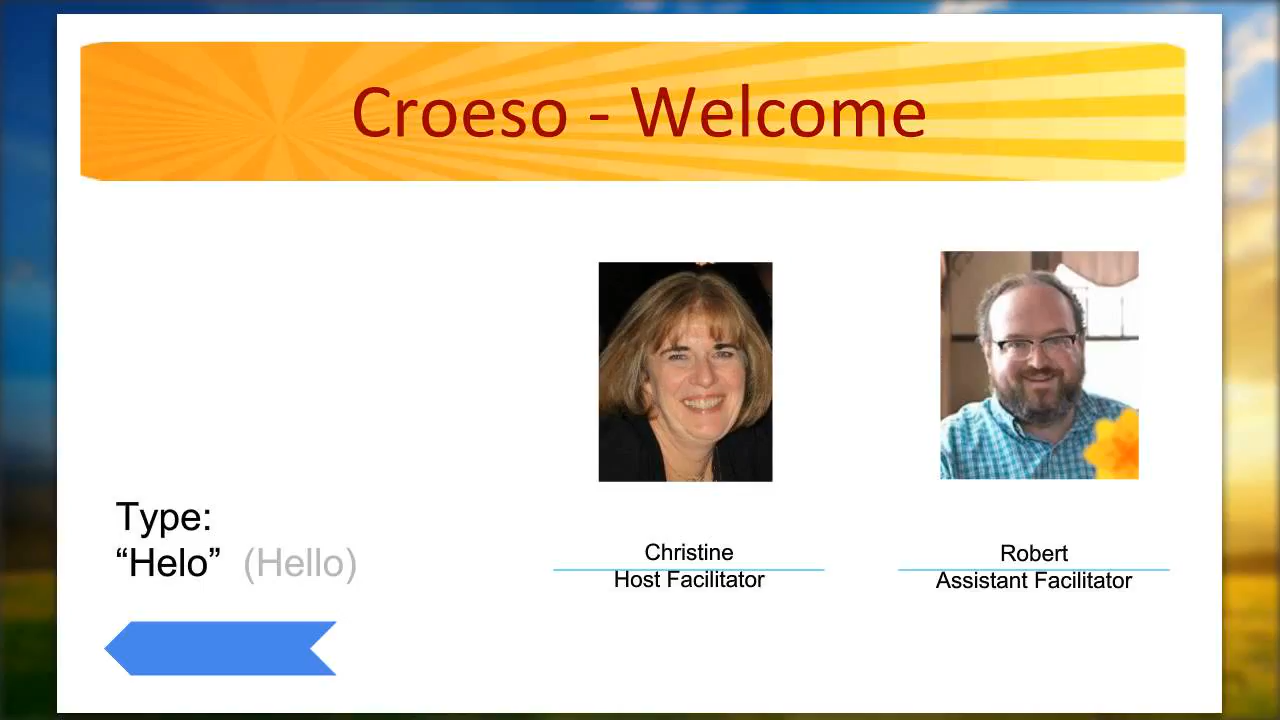 Croeso - Welcome
Type:
“Helo” (Hello)
Christine
Host Facilitator
Robert
Assistant Facilitator